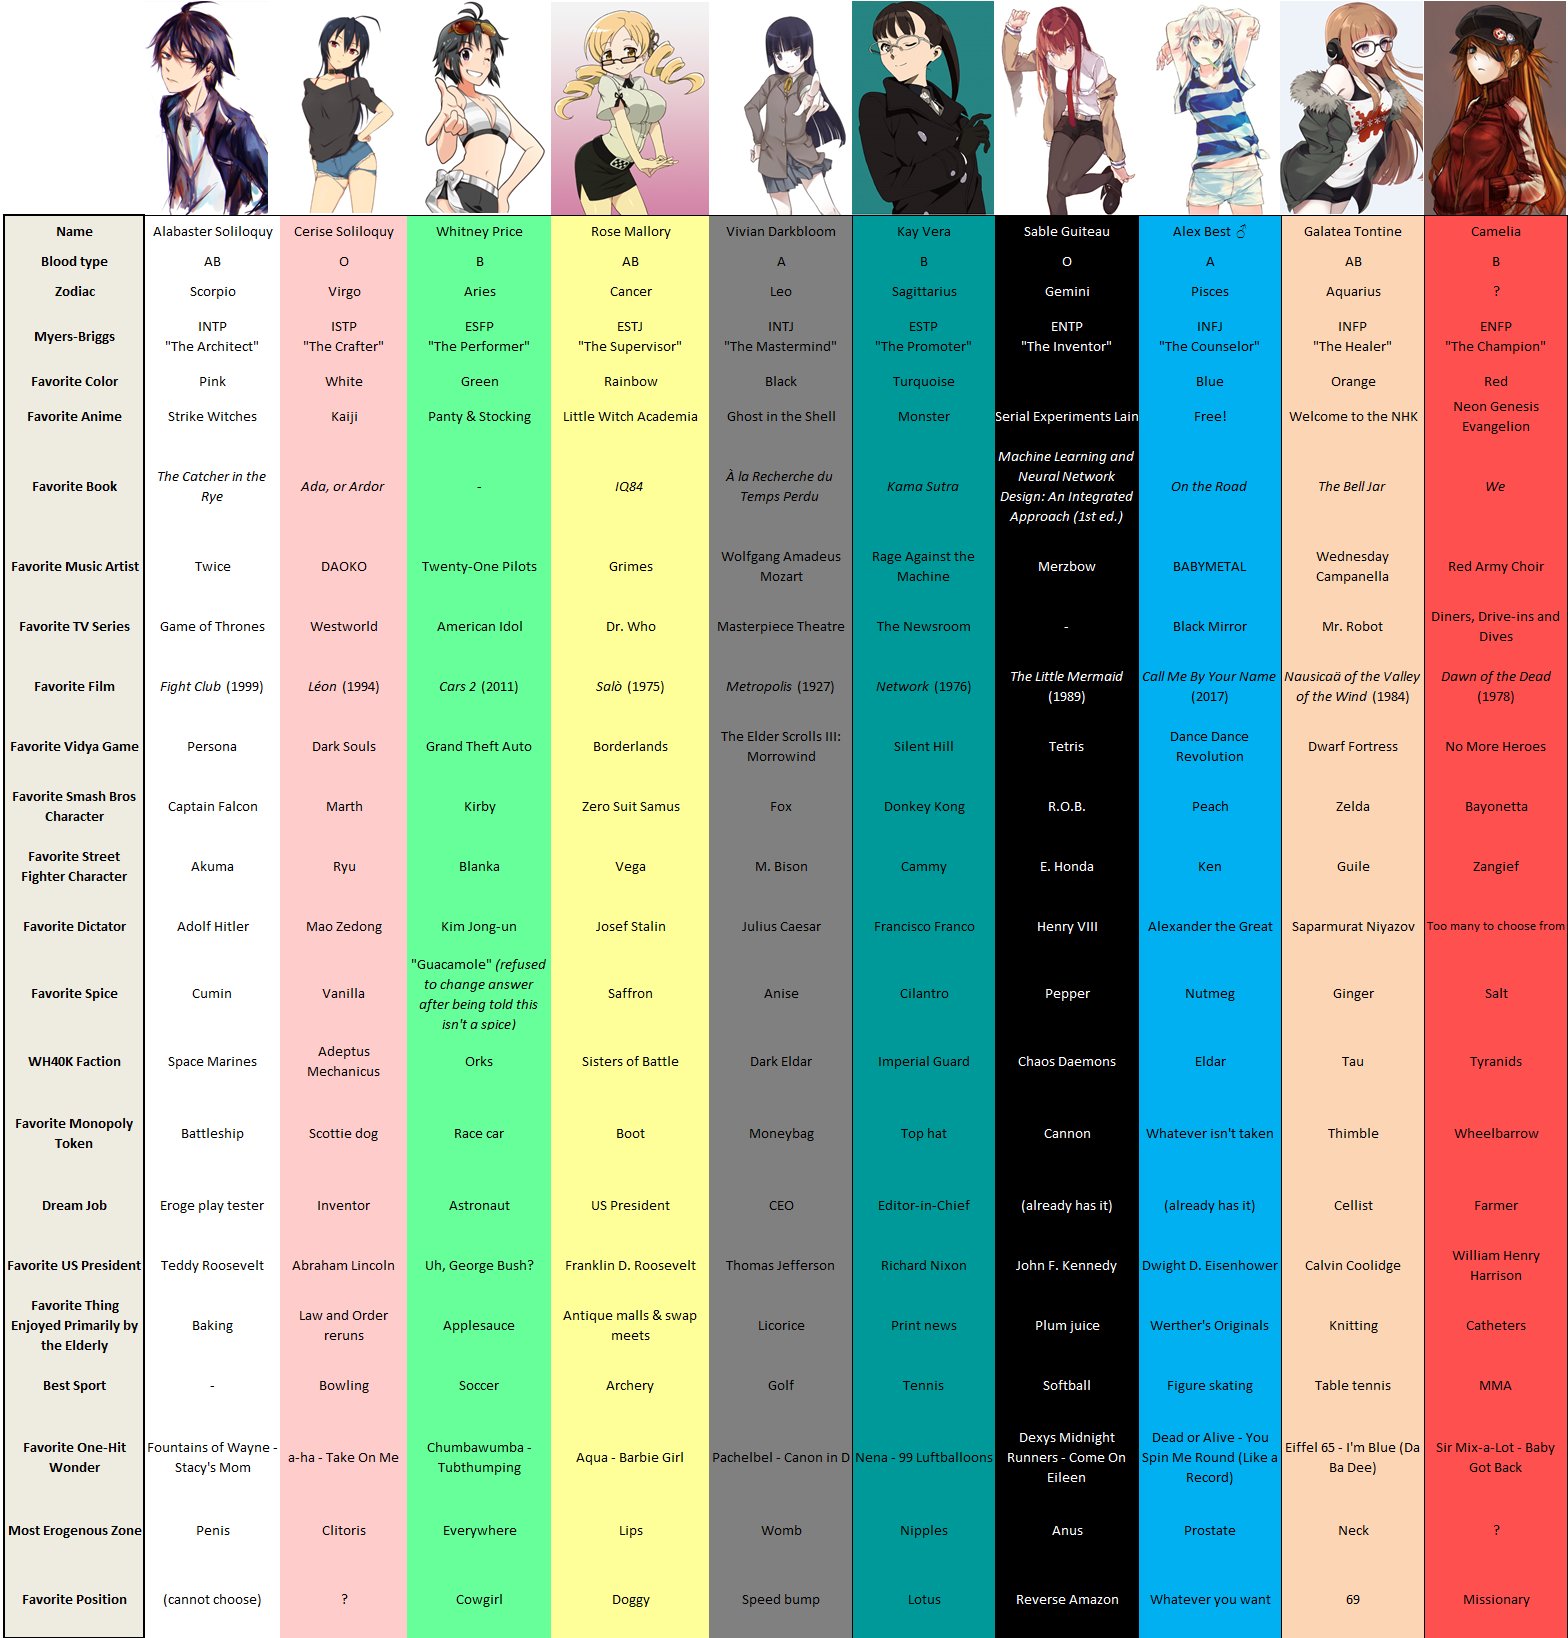 Name
Alabaster Soliloquy
Cerise Soliloquy
Whitney Price
Rose Mallory
Vivian Darkbloom
Kay Vera
Sable Guiteau
Alex Best ♂
Galatea Tontine
Camelia
Blood type
AB
O
B
AB
A
B
O
A
AB
B
Zodiac
Scorpio
Virgo
Aries
Cancer
Leo
Sagittarius
Gemini
Pisces
Aquarius
?
Myers-Briggs
INTP
"The Architect"
ISTP
"The Crafter"
ESFP
"The Performer"
ESTJ
"The Supervisor"
INTJ
"The Mastermind"
ESTP
"The Promoter"
ENTP
"The Inventor"
INFJ
"The Counselor"
INFP
"The Healer"
ENFP
"The Champion"
Favorite Color
Pink
White
Green
Rainbow
Black
Turquoise
Blue
Orange
Red
Favorite Anime
Strike Witches
Kaiji
Panty & Stocking
Little Witch Academia
Ghost in the Shell
Monster
Serial Experiments Lain
Free!
Welcome to the NHK
Neon Genesis
Evangelion
Favorite Book
The Catcher in the
Rye
Ada, or Ardor
-
IQ84
À la Recherche du
Temps Perdu
Kama Sutra
Machine Learning and
Neural Network
Design: An Integrated
Approach (1st ed.)
On the Road
The Bell Jar
We
Favorite Music Artist
Twice
DAOKO
Twenty-One Pilots
Grimes
Wolfgang Amadeus
Mozart
Rage Against the
Machine
Merzbow
BABYMETAL
Wednesday
Campanella
Red Army Choir
Favorite TV Series
Game of Thrones
Westworld
American Idol
Dr. Who
Masterpiece Theatre
The Newsroom
-
Black Mirror
Mr. Robot
Diners, Drive-ins and
Dives
Favorite Film
Fight Club (1999)
Léon (1994)
Cars 2 (2011)
Salò (1975)
Metropolis (1927)
Network (1976)
The Little Mermaid
(1989)
Call Me By Your Name
(2017)
Nausicaä of the Valley
of the Wind (1984)
Dawn of the Dead
(1978)
Favorite Vidya Game
Persona
Dark Souls
Grand Theft Auto
Borderlands
The Elder Scrolls III:
Morrowind
Silent Hill
Tetris
Dance Dance
Revolution
Dwarf Fortress
No More Heroes
Favorite Smash Bros
Character
Captain Falcon
Marth
Kirby
Zero Suit Samus
Fox
Donkey Kong
R.O.B.
Peach
Zelda
Bayonetta
Favorite Street
Fighter Character
Akuma
Ryu
Blanka
Vega
M. Bison
Cammy
E. Honda
Ken
Guile
Zangief
Favorite Dictator
Adolf Hitler
Mao Zedong
Kim Jong-un
Josef Stalin
Julius Caesar
Francisco Franco
Henry VIII
Alexander the Great
Saparmurat Niyazov
Too many to choose from
Favorite Spice
Cumin
Vanilla
"Guacamole" (refused
to change answer
after being told this
isn't a spice)
Saffron
Anise
Cilantro
Pepper
Nutmeg
Ginger
Salt
WH40K Faction
Space Marines
Adeptus
Mechanicus
Orks
Sisters of Battle
Dark Eldar
Imperial Guard
Chaos Daemons
Eldar
Tau
Tyranids
Favorite Monopoly
Token
Battleship
Scottie dog
Race car
Boot
Moneybag
Top hat
Cannon
Whatever isn't taken
Thimble
Wheelbarrow
Dream Job
Eroge play tester
Inventor
Astronaut
US President
CEO
Editor-in-Chief
(already has it)
(already has it)
Cellist
Farmer
Favorite US President
Teddy Roosevelt
Abraham Lincoln
Uh, George Bush?
Franklin D. Roosevelt
Thomas Jefferson
Richard Nixon
John F. Kennedy
Dwight D. Eisenhower
Calvin Coolidge
William Henry
Harrison
Favorite Thing
Enjoyed Primarily by
the Elderly
Baking
Law and Order
reruns
Applesauce
Antique malls & swap
meets
Licorice
Print news
Plum juice
Werther's Originals
Knitting
Catheters
Best Sport
-
Bowling
Soccer
Archery
Golf
Tennis
Softball
Figure skating
Table tennis
MMA
Favorite One-Hit
Wonder
Fountains of Wayne -
Stacy's Mom
a-ha - Take On Me
Chumbawumba -
Tubthumping
Aqua - Barbie Girl
Pachelbel - Canon in D
Nena - 99 Luftballoons
Dexys Midnight
Runners - Come On
Eileen
Dead or Alive - You
Spin Me Round (Like a
Record)
Eiffel 65 - I'm Blue (Da
Ba Dee)
Sir Mix-a-Lot - Baby
Got Back
Most Erogenous Zone
Penis
Clitoris
Everywhere
Lips
Womb
Nipples
Anus
Prostate
Neck
?
Favorite Position
(cannot choose)
?
Cowgirl
Doggy
Speed bump
Lotus
Reverse Amazon
Whatever you want
69
Missionary